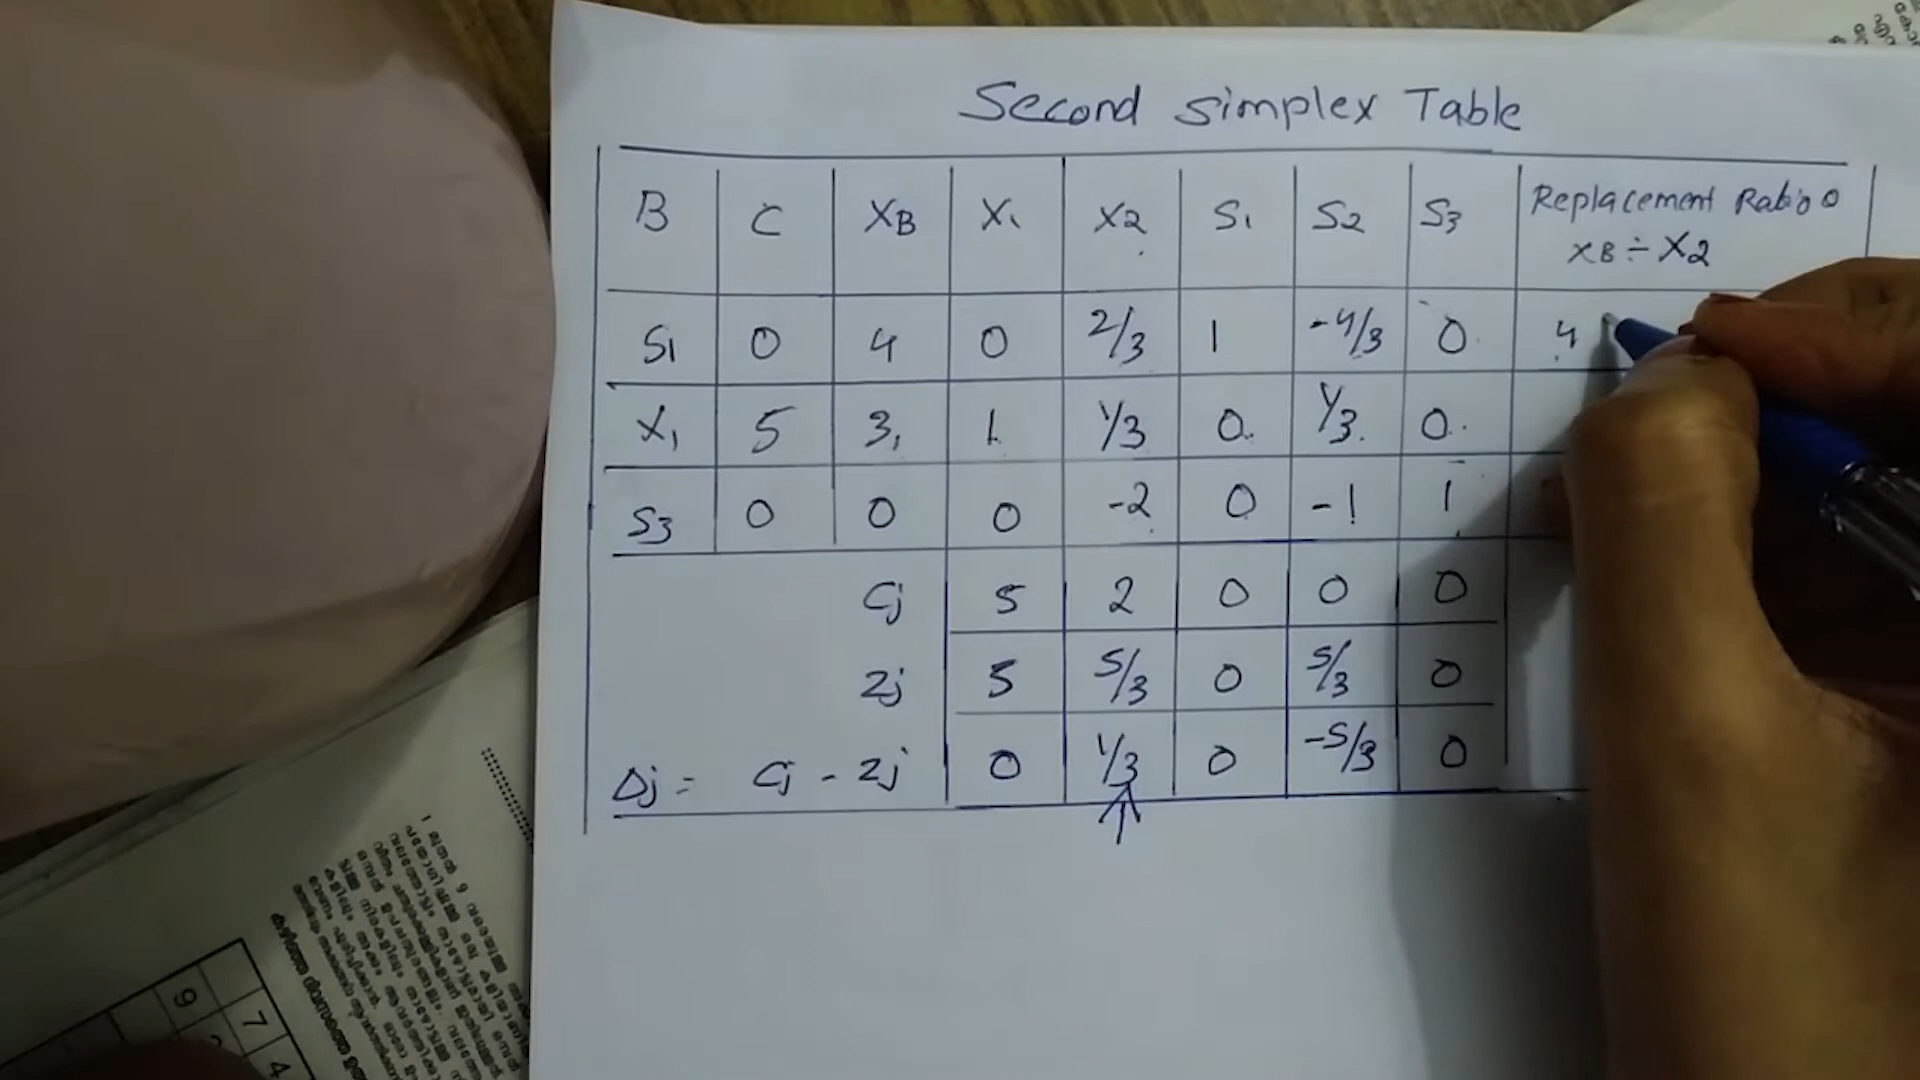 Second Simplex Table
B C XB X1 X2 S1 S2 S3 Replacement Ratio θ
XB ÷ X2
S1 0 4 0 2/3 1 -4/3 0 4
X1 5 3 1 1/3 0 1/3 0
S3 0 0 0 -2 0 -1 1
Cj 5 2 0 0 0
Zj 5 5/3 0 5/3 0
Δj = Cj - Zj 0 1/3 0 -5/3 0
9
7
4